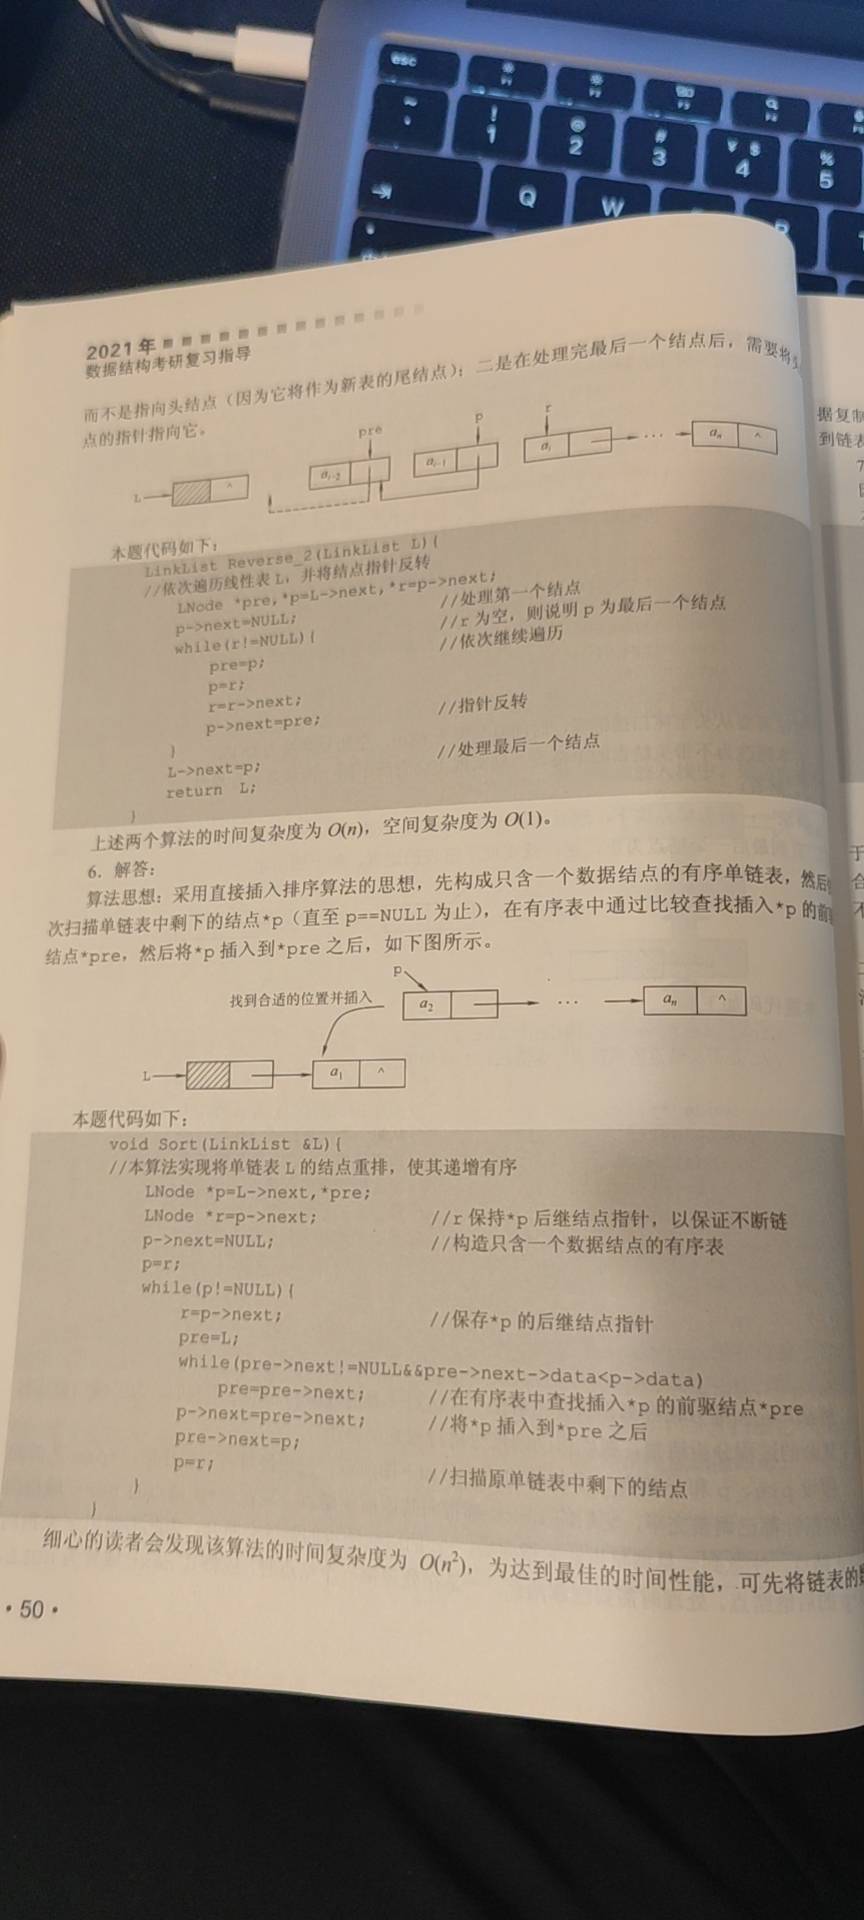 esc
F1
F2
F3
F7
~
!
1
@
2
#
3
¥ $
4
%
5
Q
W
2021年
数据结构考研复习指导
而不是指向头结点（因为它将作为新表的尾结点）；二是在处理完最后一个结点后，需要将
点的指针指向它。
pre
p
r
L
^
a i-2
a i-1
a i
…
a n
^
本题代码如下：
LinkList Reverse_2(LinkList L){
//依次遍历线性表 L，并将结点指针反转
LNode *pre,*p=L->next,*r=p->next;
p->next=NULL; //处理第一个结点
while(r!=NULL){ //r 为空，则说明 p 为最后一个结点
pre=p; //依次继续遍历
p=r;
r=r->next;
p->next=pre; //指针反转
}
L->next=p; //处理最后一个结点
return L;
}
上述两个算法的时间复杂度为 O(n)，空间复杂度为 O(1)。
6．解答：
算法思想：采用直接插入排序算法的思想，先构成只含一个数据结点的有序单链表，然后
次扫描单链表中剩下的结点*p（直至 p==NULL 为止），在有序表中通过比较查找插入*p 的前
结点*pre，然后将*p 插入到*pre 之后，如下图所示。
p
找到合适的位置并插入
a2
…
an
^
L
a1
^
本题代码如下：
void Sort(LinkList &L){
//本算法实现将单链表 L 的结点重排，使其递增有序
LNode *p=L->next,*pre;
LNode *r=p->next; //r 保持*p 后继结点指针，以保证不断链
p->next=NULL; //构造只含一个数据结点的有序表
p=r;
while(p!=NULL){
r=p->next; //保存*p 的后继结点指针
pre=L;
while(pre->next!=NULL&&pre->next->data<p->data)
pre=pre->next; //在有序表中查找插入*p 的前驱结点*pre
p->next=pre->next; //将*p 插入到*pre 之后
pre->next=p;
p=r; //扫描原单链表中剩下的结点
}
}
细心的读者会发现该算法的时间复杂度为 O(n²)，为达到最佳的时间性能，可先将链表的
·50·
据复制
到链表
7